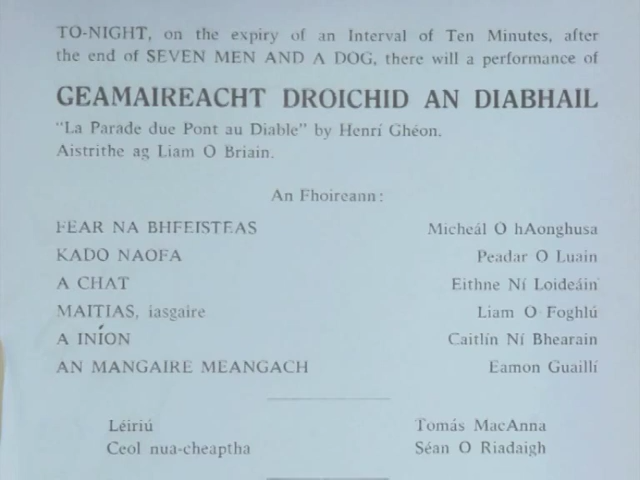 TO-NIGHT, on the expiry of an Interval of Ten Minutes, after
the end of SEVEN MEN AND A DOG, there will a performance of
GEAMAIREACHT DROICHID AN DIABHAIL
"La Parade due Pont au Diable" by Henrí Ghéon.
Aistrithe ag Liam O Briain.
An Fhoireann:
FEAR NA BHFEISTEAS Micheál O hAonghusa
KADO NAOFA Peadar O Luain
A CHAT Eithne Ní Loideáin
MAITIAS, iasgaire Liam O Foghlú
A INÍON Caitlín Ní Bhearain
AN MANGAIRE MEANGACH Eamon Guaillí
Léiriú Tomás MacAnna
Ceol nua-cheaptha Séan O Riadaigh